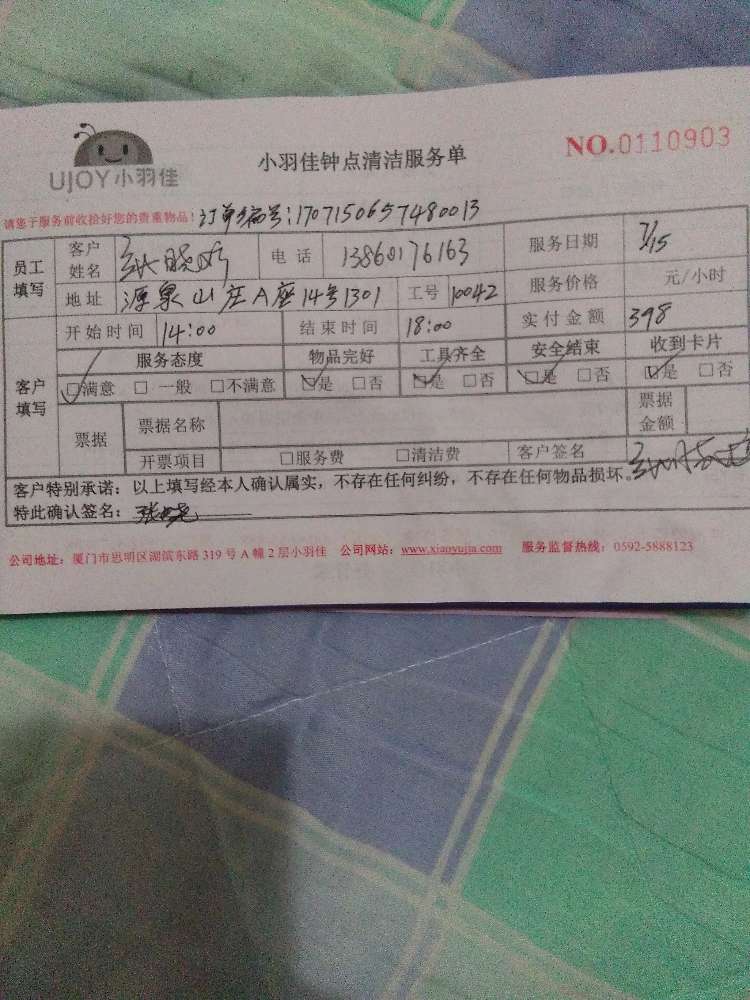 UJOY小羽佳
小羽佳钟点清洁服务单
NO.0110903
请您于服务前收拾好您的贵重物品! 订单编号:1707150657480013
员工填写 客户姓名 电话 13860176163 服务日期 7/15
地址 源泉山庄A座14号1301 工号 10042 服务价格 元/小时
开始时间 14:00 结束时间 18:00 实付金额 398
客户填写 服务态度 物品完好 工具齐全 安全结束 收到卡片
☑满意 □一般 □不满意 ☑是 □否 ☑是 □否 ☑是 □否 ☑是 □否
票据 票据名称 票据金额
开票项目 □服务费 □清洁费 客户签名
客户特别承诺：以上填写经本人确认属实，不存在任何纠纷，不存在任何物品损坏。
特此确认签名：
公司地址：厦门市思明区湖滨东路 319 号 A 幢 2 层小羽佳 公司网站：www.xiaoyujia.com 服务监督热线：0592-5888123